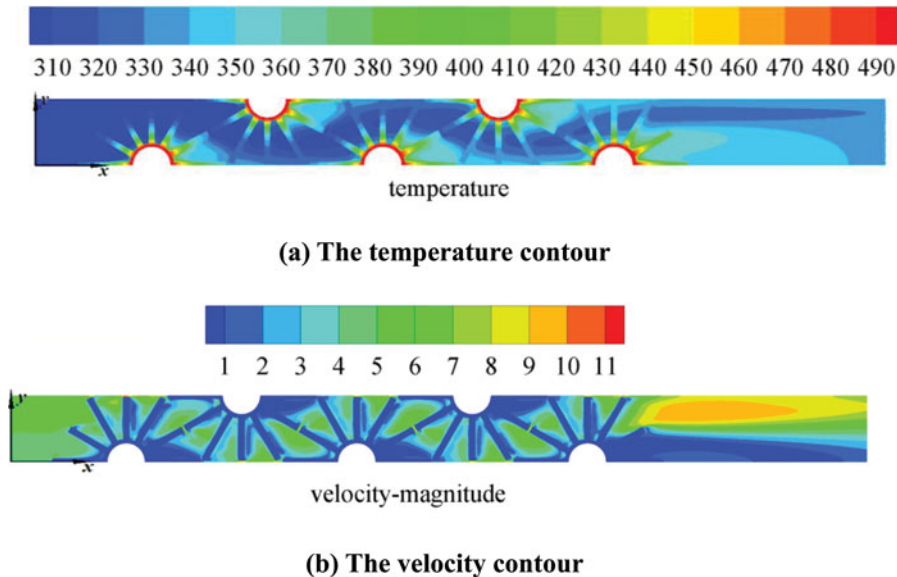 310 320 330 340 350 360 370 380 390 400 410 420 430 440 450 460 470 480 490
y
x
temperature
(a) The temperature contour
1 2 3 4 5 6 7 8 9 10 11
y
x
velocity-magnitude
(b) The velocity contour